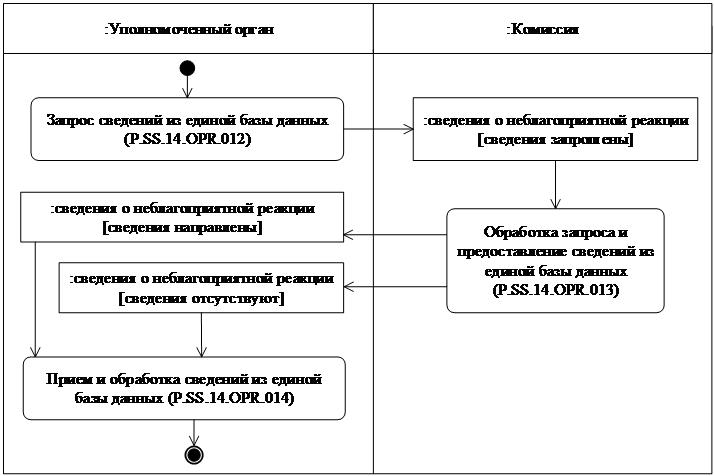 :Уполномоченный орган
:Комиссия
Запрос сведений из единой базы данных
(P.SS.14.OPR.012)
:сведения о неблагоприятной реакции
[сведения запрошены]
:сведения о неблагоприятной реакции
[сведения направлены]
Обработка запроса и
предоставление сведений из
единой базы данных
(P.SS.14.OPR.013)
:сведения о неблагоприятной реакции
[сведения отсутствуют]
Прием и обработка сведений из единой
базы данных (P.SS.14.OPR.014)